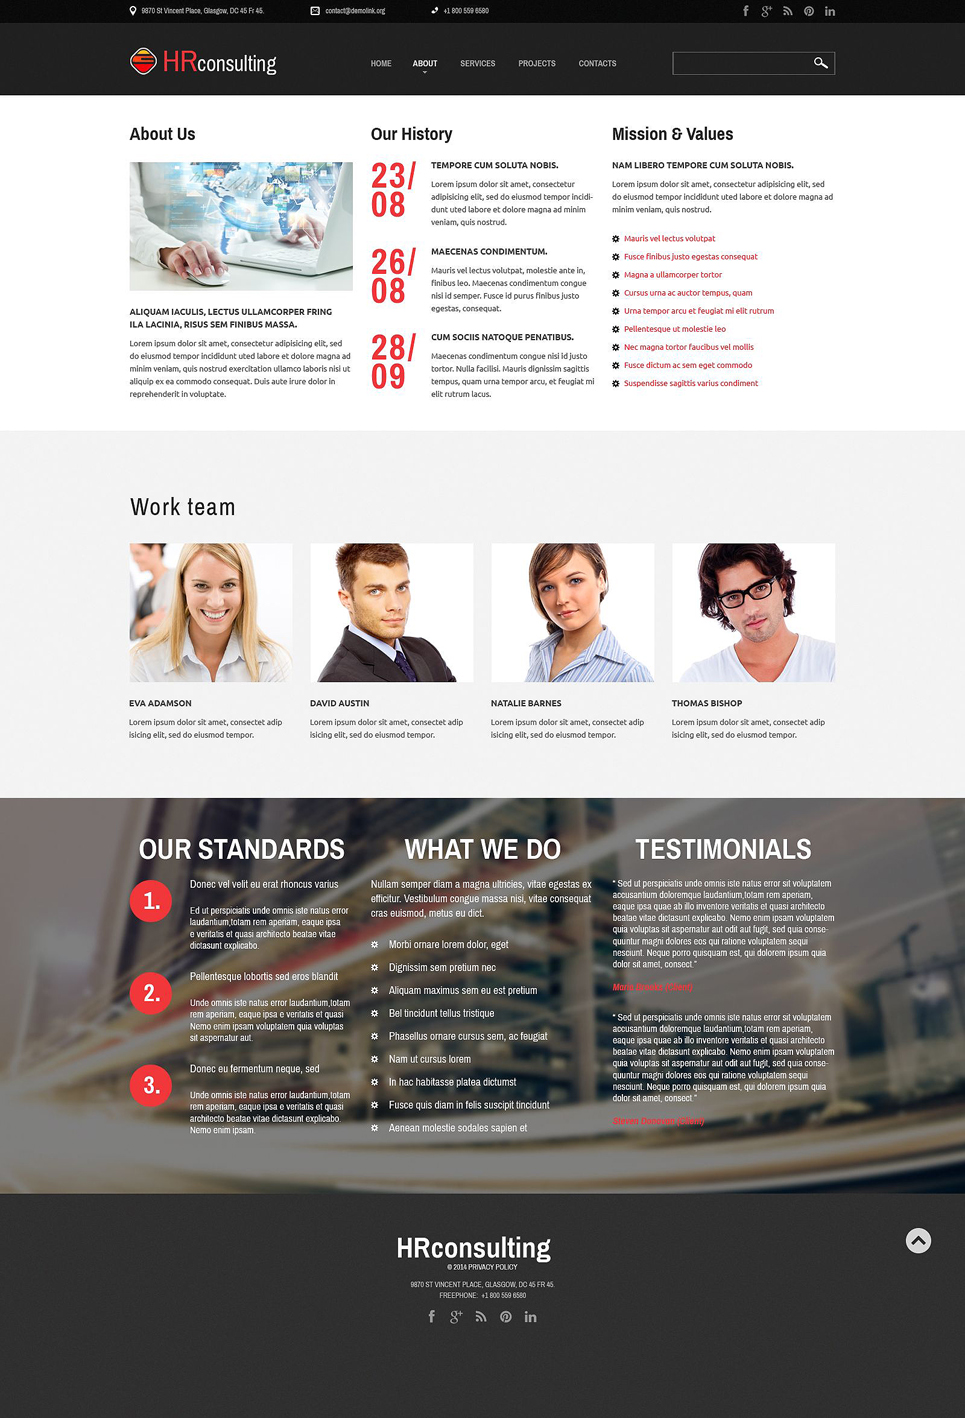 9870 St Vincent Place, Glasgow, DC 45 Fr 45.
contact@demolink.org
+1 800 559 6580
HRconsulting
HOME
ABOUT
SERVICES
PROJECTS
CONTACTS
About Us
ALIQUAM IACULIS, LECTUS ULLAMCORPER FRING
ILA LACINIA, RISUS SEM FINIBUS MASSA.
Lorem ipsum dolor sit amet, consectetur adipisicing elit, sed
do eiusmod tempor incididunt uted labore et dolore magna ad
minim veniam, quis nostrud exercitation ullamco laboris nisi ut
aliquip ex ea commodo consequat. Duis aute irure dolor in
reprehenderit in voluptate.
Our History
23/
08
TEMPORE CUM SOLUTA NOBIS.
Lorem ipsum dolor sit amet, consectetur
adipisicing elit, sed do eiusmod tempor incidi-
dunt uted labore et dolore magna ad minim
veniam, quis nostrud.
26/
08
MAECENAS CONDIMENTUM.
Mauris vel lectus volutpat, molestie ante in,
finibus leo. Maecenas condimentum congue
nisi id semper. Fusce id purus finibus justo
egestas, consequat.
28/
09
CUM SOCIIS NATOQUE PENATIBUS.
Maecenas condimentum congue nisi id justo
tortor. Nulla facilisi. Mauris dignissim sagittis
tempus, quam urna tempor arcu, et feugiat mi
elit rutrum lacus.
Mission & Values
NAM LIBERO TEMPORE CUM SOLUTA NOBIS.
Lorem ipsum dolor sit amet, consectetur adipisicing elit, sed
do eiusmod tempor incididunt uted labore et dolore magna ad
minim veniam, quis nostrud.
Mauris vel lectus volutpat
Fusce finibus justo egestas consequat
Magna a ullamcorper tortor
Cursus urna ac auctor tempus, quam
Urna tempor arcu et feugiat mi elit rutrum
Pellentesque ut molestie leo
Nec magna tortor faucibus vel mollis
Fusce dictum ac sem eget commodo
Suspendisse sagittis varius condiment
Work team
EVA ADAMSON
Lorem ipsum dolor sit amet, consectet adip
isicing elit, sed do eiusmod tempor.
DAVID AUSTIN
Lorem ipsum dolor sit amet, consectet adip
isicing elit, sed do eiusmod tempor.
NATALIE BARNES
Lorem ipsum dolor sit amet, consectet adip
isicing elit, sed do eiusmod tempor.
THOMAS BISHOP
Lorem ipsum dolor sit amet, consectet adip
isicing elit, sed do eiusmod tempor.
OUR STANDARDS
1.
Donec vel velit eu erat rhoncus varius
Ed ut perspiciatis unde omnis iste natus error
laudantium,totam rem aperiam, eaque ipsa
e veritatis et quasi architecto beatae vitae
dictasunt explicabo.
2.
Pellentesque lobortis sed eros blandit
Unde omnis iste natus error laudantium,totam
rem aperiam, eaque ipsa e veritatis et quasi
Nemo enim ipsam voluptatem quia voluptas
sit aspernatur aut.
3.
Donec eu fermentum neque, sed
Unde omnis iste natus error laudantium,totam
rem aperiam, eaque ipsa e veritatis et quasi
architecto beatae vitae dictasunt explicabo.
Nemo enim ipsam.
WHAT WE DO
Nullam semper diam a magna ultricies, vitae egestas ex
efficitur. Vestibulum congue massa nisi, vitae consequat
cras euismod, metus eu dict.
Morbi ornare lorem dolor, eget
Dignissim sem pretium nec
Aliquam maximus sem eu est pretium
Bel tincidunt tellus tristique
Phasellus ornare cursus sem, ac feugiat
Nam ut cursus lorem
In hac habitasse platea dictumst
Fusce quis diam in felis suscipit tincidunt
Aenean molestie sodales sapien et
TESTIMONIALS
" Sed ut perspiciatis unde omnis iste natus error sit voluptatem
accusantium doloremque laudantium,totam rem aperiam,
eaque ipsa quae ab illo inventore veritatis et quasi architecto
beatae vitae dictasunt explicabo. Nemo enim ipsam voluptatem
quia voluptas sit aspernatur aut odit aut fugit, sed quia conse-
quuntur magni dolores eos qui ratione voluptatem sequi
nesciunt. Neque porro quisquam est, qui dolorem ipsum quia
dolor sit amet, consect."
" Sed ut perspiciatis unde omnis iste natus error sit voluptatem
accusantium doloremque laudantium,totam rem aperiam,
eaque ipsa quae ab illo inventore veritatis et quasi architecto
beatae vitae dictasunt explicabo. Nemo enim ipsam voluptatem
quia voluptas sit aspernatur aut odit aut fugit, sed quia conse-
quuntur magni dolores eos qui ratione voluptatem sequi
nesciunt. Neque porro quisquam est, qui dolorem ipsum quia
dolor sit amet, consect "
HRconsulting
© 2014 PRIVACY POLICY
9870 ST VINCENT PLACE, GLASGOW, DC 45 FR 45.
FREEPHONE: +1 800 559 6580